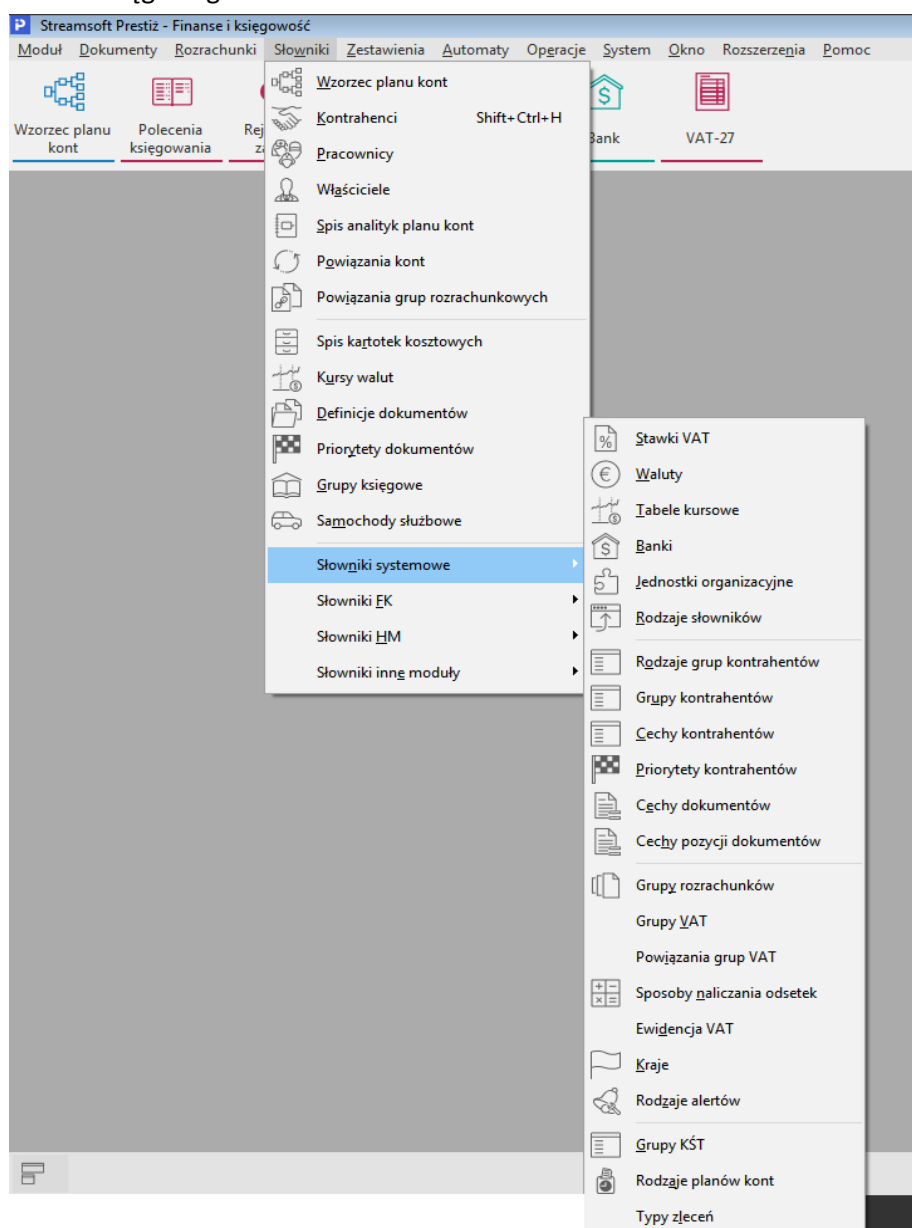 Streamsoft Prestiż - Finanse i księgowość
Moduł Dokumenty Rozrachunki Słowniki Zestawienia Automaty Operacje System Okno Rozszerzenia Pomoc
Wzorzec planu kont
Polecenia księgowania
Bank
VAT-27
Wzorzec planu kont
Kontrahenci Shift+Ctrl+H
Pracownicy
Właściciele
Spis analityk planu kont
Powiązania kont
Powiązania grup rozrachunkowych
Spis kartotek kosztowych
Kursy walut
Definicje dokumentów
Priorytety dokumentów
Grupy księgowe
Samochody służbowe
Słowniki systemowe
Słowniki FK
Słowniki HM
Słowniki inne moduły
Stawki VAT
Waluty
Tabele kursowe
Banki
Jednostki organizacyjne
Rodzaje słowników
Rodzaje grup kontrahentów
Grupy kontrahentów
Cechy kontrahentów
Priorytety kontrahentów
Cechy dokumentów
Cechy pozycji dokumentów
Grupy rozrachunków
Grupy VAT
Powiązania grup VAT
Sposoby naliczania odsetek
Ewidencja VAT
Kraje
Rodzaje alertów
Grupy KŚT
Rodzaje planów kont
Typy zleceń